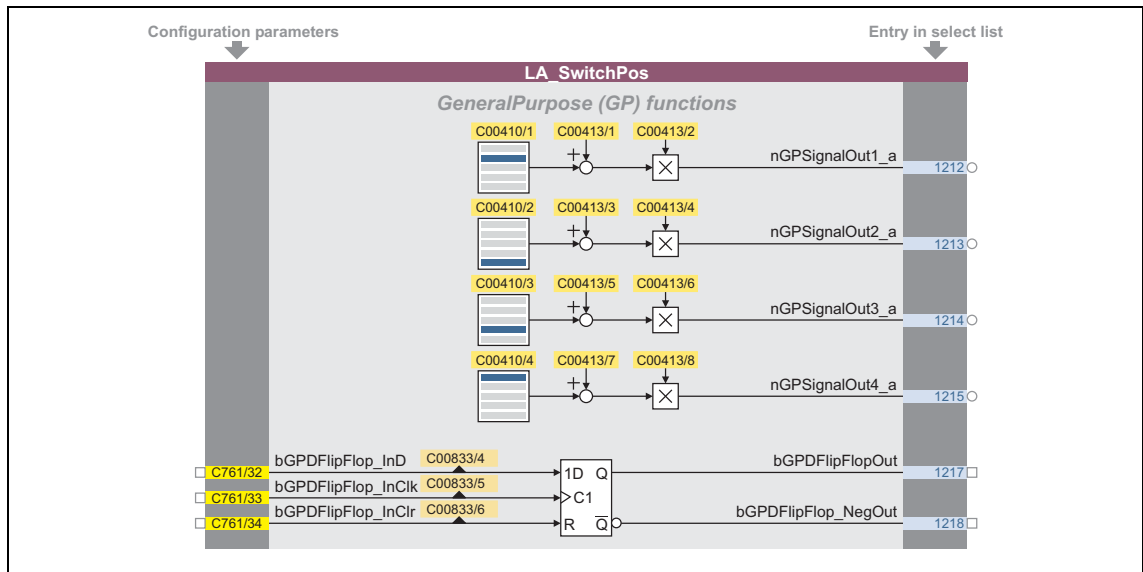 Configuration parameters Entry in select list
LA_SwitchPos
GeneralPurpose (GP) functions
C00410/1 C00413/1 C00413/2
+ × nGPSignalOut1_a 1212
C00410/2 C00413/3 C00413/4
+ × nGPSignalOut2_a 1213
C00410/3 C00413/5 C00413/6
+ × nGPSignalOut3_a 1214
C00410/4 C00413/7 C00413/8
+ × nGPSignalOut4_a 1215
C761/32 bGPDFlipFlop_InD C00833/4 1D Q bGPDFlipFlopOut 1217
C761/33 bGPDFlipFlop_InClk C00833/5 C1
C761/34 bGPDFlipFlop_InClr C00833/6 R Q̅ bGPDFlipFlop_NegOut 1218